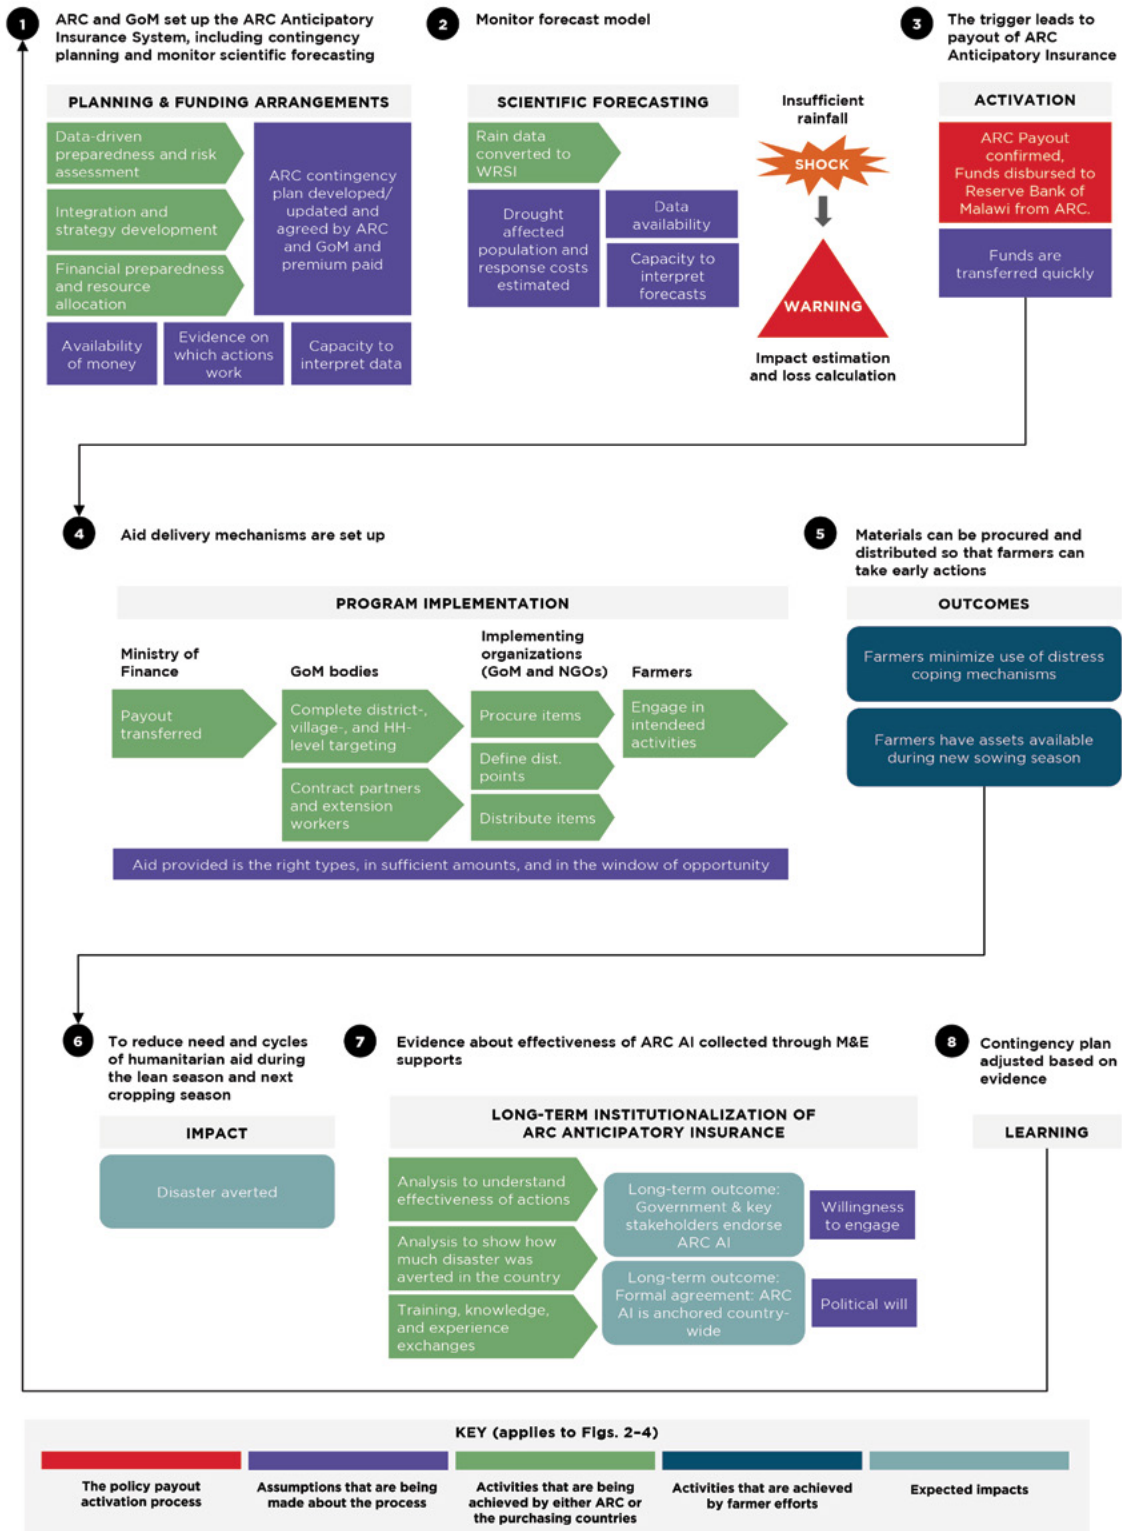 1
ARC and GoM set up the ARC Anticipatory
Insurance System, including contingency
planning and monitor scientific forecasting
PLANNING & FUNDING ARRANGEMENTS
Data-driven
preparedness and risk
assessment
Integration and
strategy development
Financial preparedness
and resource
allocation
ARC contingency
plan developed/
updated and
agreed by ARC
and GoM and
premium paid
Availability
of money
Evidence on
which actions
work
Capacity to
interpret data
2
Monitor forecast model
SCIENTIFIC FORECASTING
Rain data
converted to
WRSI
Drought
affected
population and
response costs
estimated
Data
availability
Capacity to
interpret
forecasts
Insufficient
rainfall
SHOCK
WARNING
Impact estimation
and loss calculation
3
The trigger leads to
payout of ARC
Anticipatory Insurance
ACTIVATION
ARC Payout
confirmed,
Funds disbursed to
Reserve Bank of
Malawi from ARC.
Funds are
transferred quickly
4
Aid delivery mechanisms are set up
PROGRAM IMPLEMENTATION
Ministry of
Finance
Payout
transferred
GoM bodies
Complete district-,
village-, and HH-
level targeting
Contract partners
and extension
workers
Implementing
organizations
(GoM and NGOs)
Procure items
Define dist.
points
Distribute items
Farmers
Engage in
intendeed
activities
Aid provided is the right types, in sufficient amounts, and in the window of opportunity
5
Materials can be procured and
distributed so that farmers can
take early actions
OUTCOMES
Farmers minimize use of distress
coping mechanisms
Farmers have assets available
during new sowing season
6
To reduce need and cycles
of humanitarian aid during
the lean season and next
cropping season
IMPACT
Disaster averted
7
Evidence about effectiveness of ARC AI collected through M&E
supports
LONG-TERM INSTITUTIONALIZATION OF
ARC ANTICIPATORY INSURANCE
Analysis to understand
effectiveness of actions
Analysis to show how
much disaster was
averted in the country
Training, knowledge,
and experience
exchanges
Long-term outcome:
Government & key
stakeholders endorse
ARC AI
Long-term outcome:
Formal agreement: ARC
AI is anchored country-
wide
Willingness
to engage
Political will
8
Contingency plan
adjusted based on
evidence
LEARNING
KEY (applies to Figs. 2–4)
The policy payout
activation process
Assumptions that are being
made about the process
Activities that are being
achieved by either ARC or
the purchasing countries
Activities that are achieved
by farmer efforts
Expected impacts